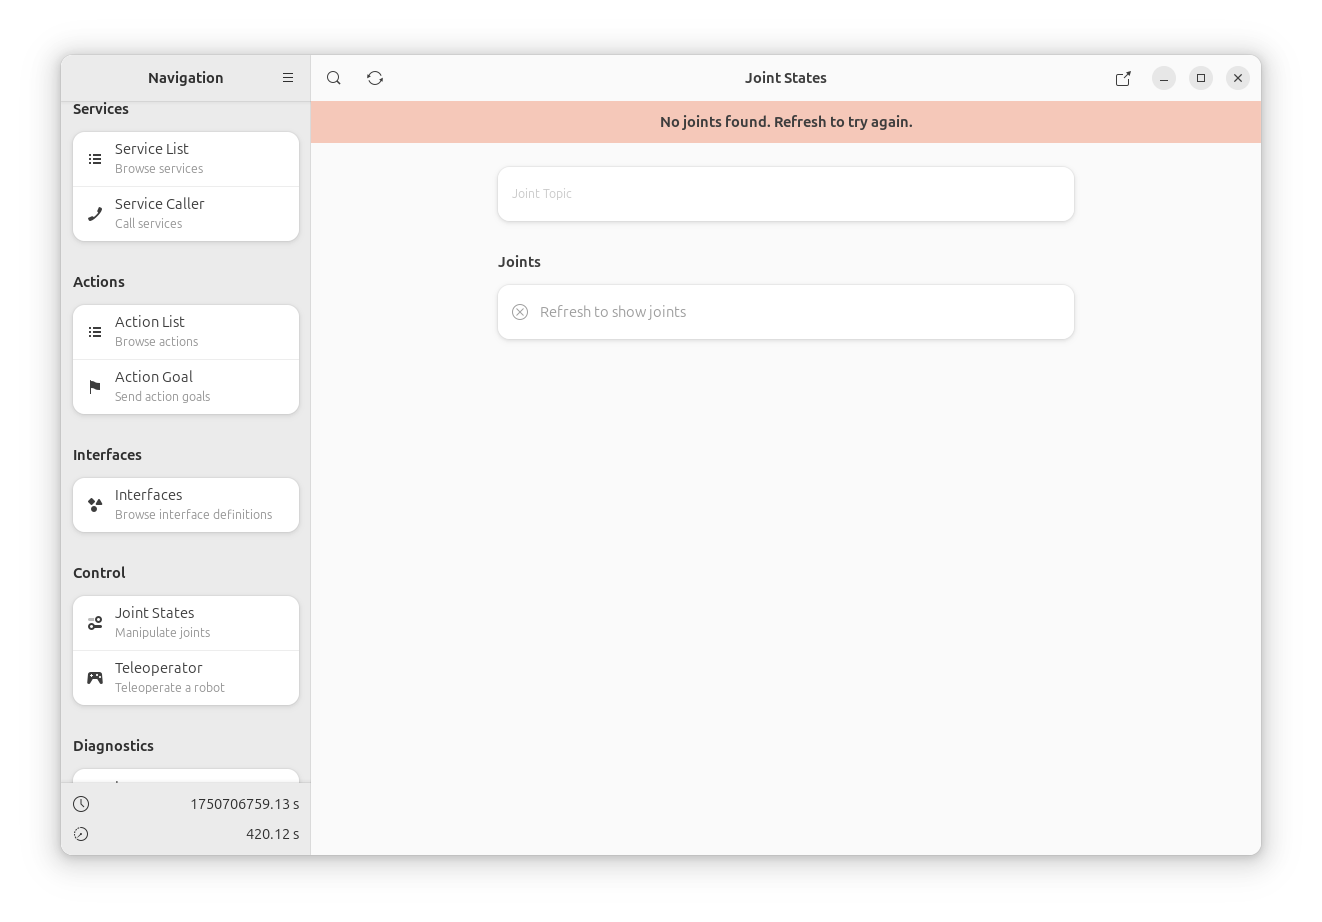 Navigation
Services
Service List
Browse services
Service Caller
Call services
Actions
Action List
Browse actions
Action Goal
Send action goals
Interfaces
Interfaces
Browse interface definitions
Control
Joint States
Manipulate joints
Teleoperator
Teleoperate a robot
Diagnostics
1750706759.13 s
420.12 s
Joint States
No joints found. Refresh to try again.
Joint Topic
Joints
Refresh to show joints